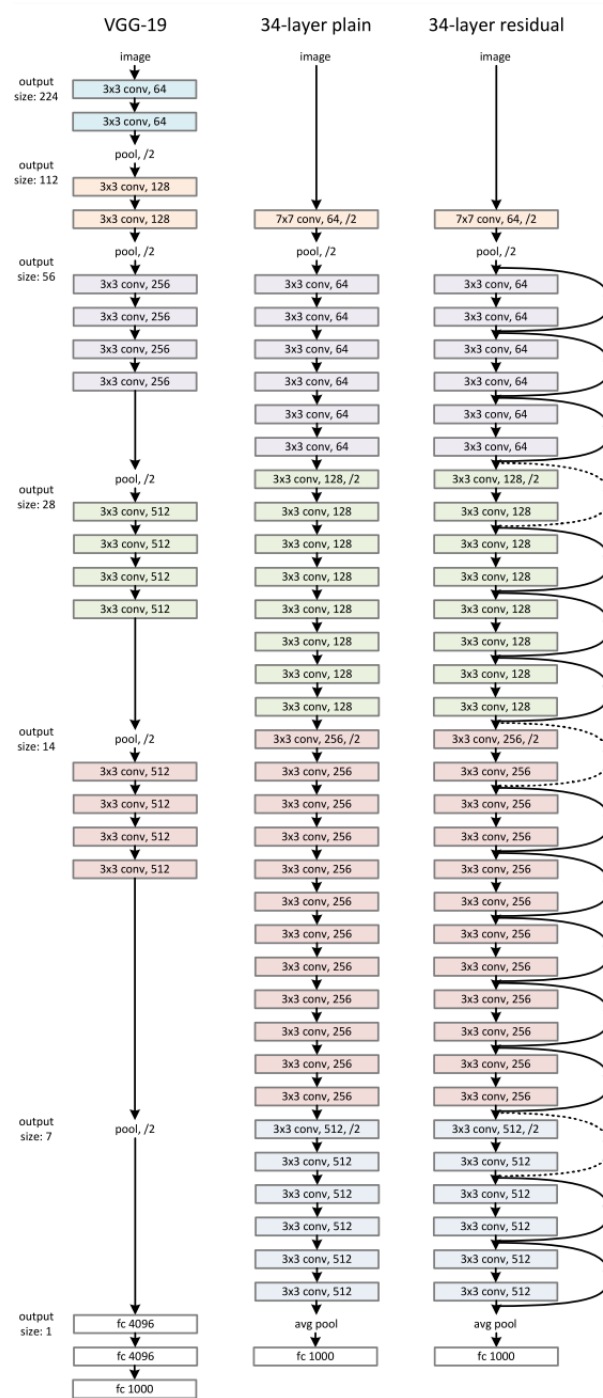 VGG-19 34-layer plain 34-layer residual
image image image
output
size: 224
3x3 conv, 64
3x3 conv, 64
pool, /2
output
size: 112
3x3 conv, 128
3x3 conv, 128 7x7 conv, 64, /2 7x7 conv, 64, /2
pool, /2 pool, /2 pool, /2
output
size: 56
3x3 conv, 256 3x3 conv, 64 3x3 conv, 64
3x3 conv, 256 3x3 conv, 64 3x3 conv, 64
3x3 conv, 256 3x3 conv, 64 3x3 conv, 64
3x3 conv, 256 3x3 conv, 64 3x3 conv, 64
3x3 conv, 64 3x3 conv, 64
3x3 conv, 64 3x3 conv, 64
output
size: 28
pool, /2 3x3 conv, 128, /2 3x3 conv, 128, /2
3x3 conv, 512 3x3 conv, 128 3x3 conv, 128
3x3 conv, 512 3x3 conv, 128 3x3 conv, 128
3x3 conv, 512 3x3 conv, 128 3x3 conv, 128
3x3 conv, 512 3x3 conv, 128 3x3 conv, 128
3x3 conv, 128 3x3 conv, 128
3x3 conv, 128 3x3 conv, 128
3x3 conv, 128 3x3 conv, 128
output
size: 14
pool, /2 3x3 conv, 256, /2 3x3 conv, 256, /2
3x3 conv, 512 3x3 conv, 256 3x3 conv, 256
3x3 conv, 512 3x3 conv, 256 3x3 conv, 256
3x3 conv, 512 3x3 conv, 256 3x3 conv, 256
3x3 conv, 512 3x3 conv, 256 3x3 conv, 256
3x3 conv, 256 3x3 conv, 256
3x3 conv, 256 3x3 conv, 256
3x3 conv, 256 3x3 conv, 256
3x3 conv, 256 3x3 conv, 256
3x3 conv, 256 3x3 conv, 256
3x3 conv, 256 3x3 conv, 256
3x3 conv, 256 3x3 conv, 256
output
size: 7
pool, /2 3x3 conv, 512, /2 3x3 conv, 512, /2
3x3 conv, 512 3x3 conv, 512
3x3 conv, 512 3x3 conv, 512
3x3 conv, 512 3x3 conv, 512
3x3 conv, 512 3x3 conv, 512
3x3 conv, 512 3x3 conv, 512
output
size: 1
fc 4096 avg pool avg pool
fc 4096 fc 1000 fc 1000
fc 1000